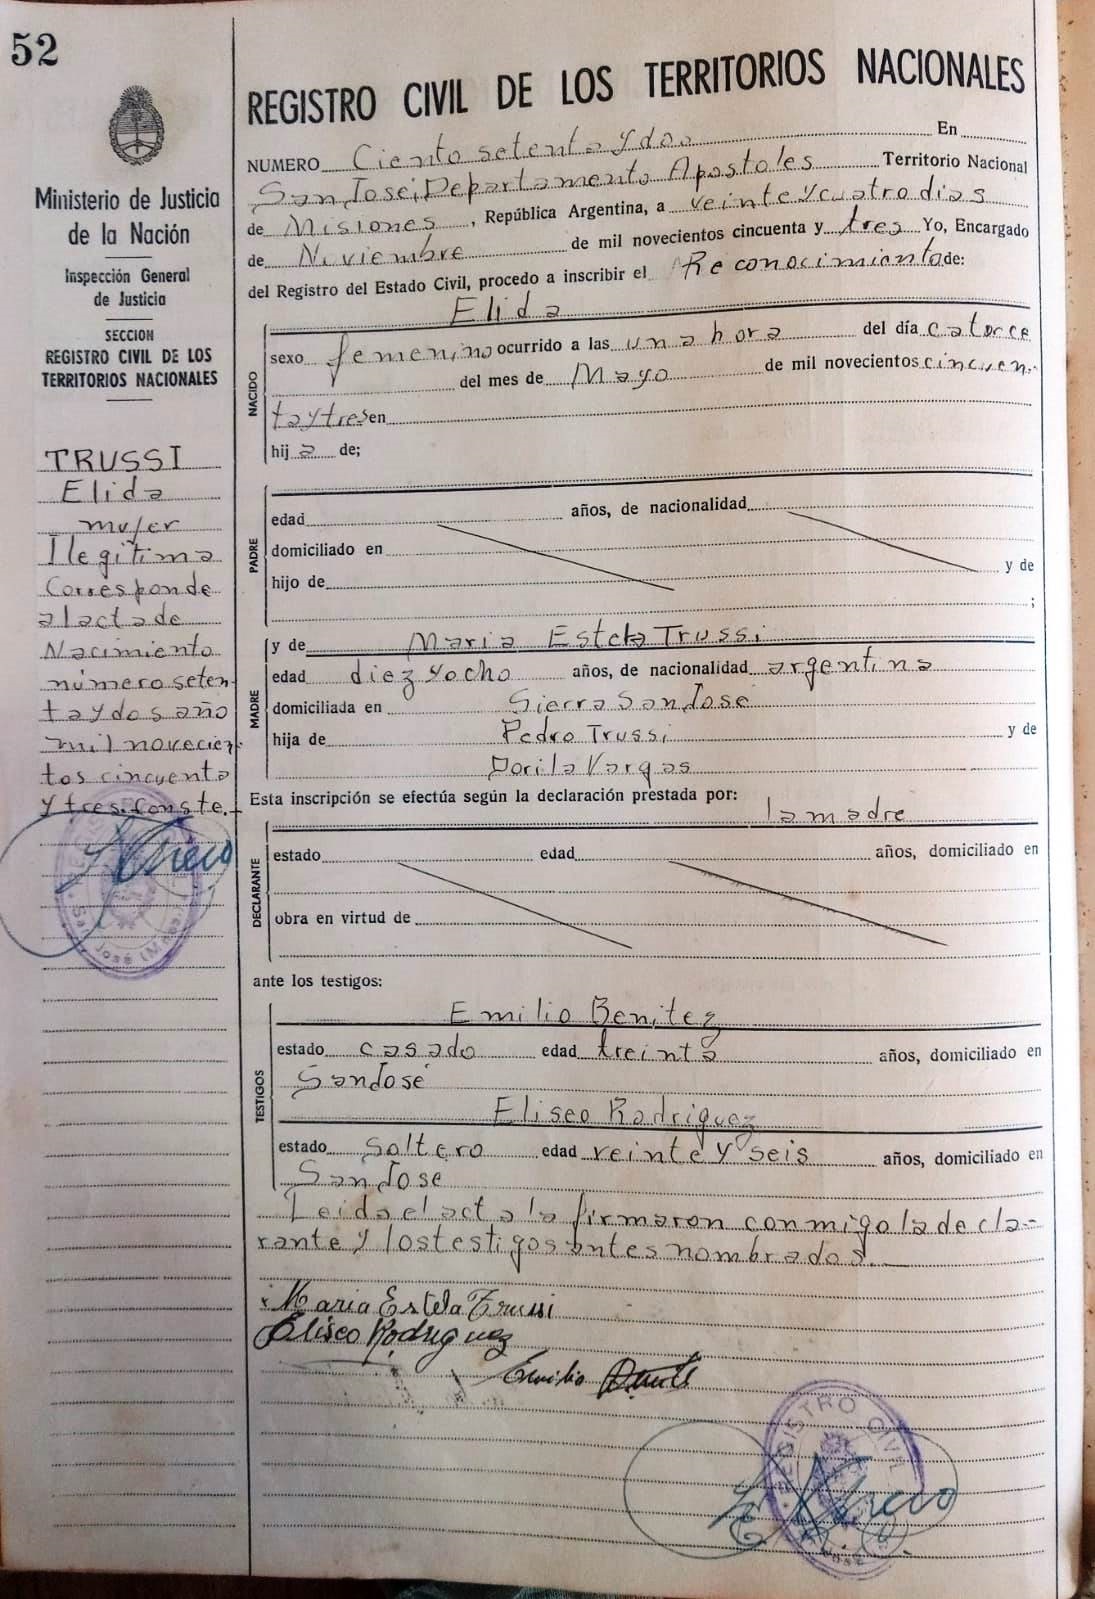 52
Ministerio de Justicia
de la Nación
Inspección General
de Justicia
SECCION
REGISTRO CIVIL DE LOS
TERRITORIOS NACIONALES
TRUSSI
Elida
mujer
Ilegitima
Corresponde
al acta de
Nacimiento
número seten
ta y dos año
mil novecien
tos cincuenta
y tres. Conste.
San José (Mnes.)
REGISTRO CIVIL DE LOS TERRITORIOS NACIONALES
NUMERO Ciento setenta y dos En
San José, Departamento Apostoles Territorio Nacional
de Misiones, República Argentina, a veinte y cuatro dias
de Noviembre de mil novecientos cincuenta y tres Yo, Encargado
del Registro del Estado Civil, procedo a inscribir el Reconocimiento de:
Elida
NACIDO
sexo femenino ocurrido a las una hora del día catorce
del mes de Mayo de mil novecientos cincuen
ta y tres en
hij a de;
PADRE
edad años, de nacionalidad
domiciliado en
hijo de y de
;
MADRE
y de Maria Estela Trussi
edad diez y ocho años, de nacionalidad argentina
domiciliada en Sierra San José
hija de Pedro Trussi y de
Dorila Vargas
Esta inscripción se efectúa según la declaración prestada por:
la madre
DECLARANTE
estado edad años, domiciliado en
obra en virtud de
ante los testigos:
TESTIGOS
Emilio Benitez
estado casado edad treinta años, domiciliado en
San José
Eliseo Rodriguez
estado Soltero edad veinte y seis años, domiciliado en
San Jose
Leida el acta la firmaron conmigo la decla-
rante y los testigos antes nombrados.
Maria Estela Trussi
Eliseo Rodriguez
Emilio
REGISTRO CIVIL